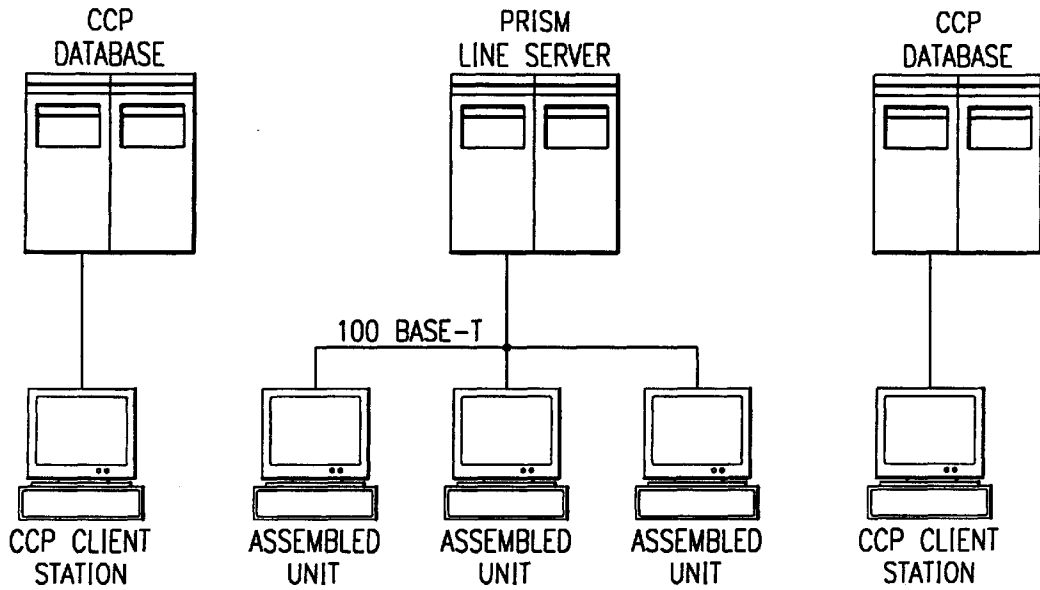 CCP
DATABASE
PRISM
LINE SERVER
CCP
DATABASE
100 BASE-T
CCP CLIENT
STATION
ASSEMBLED
UNIT
ASSEMBLED
UNIT
ASSEMBLED
UNIT
CCP CLIENT
STATION